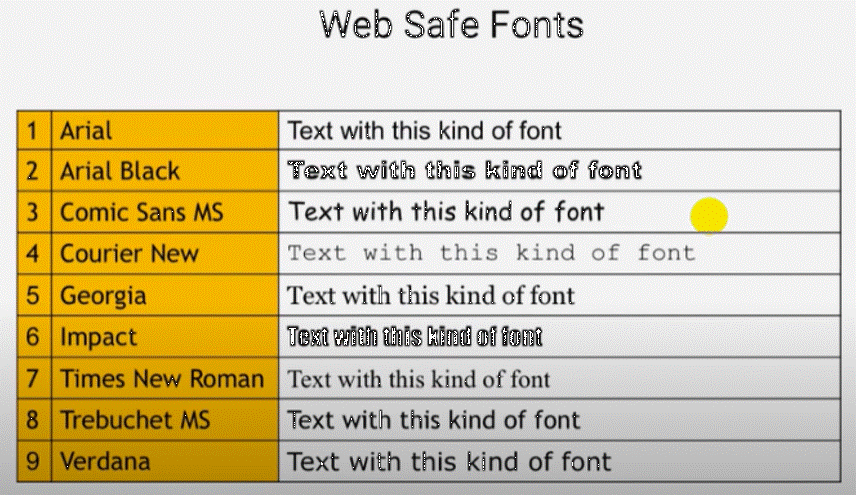 Web Safe Fonts
1 Arial Text with this kind of font
2 Arial Black Text with this kind of font
3 Comic Sans MS Text with this kind of font
4 Courier New Text with this kind of font
5 Georgia Text with this kind of font
6 Impact Text with this kind of font
7 Times New Roman Text with this kind of font
8 Trebuchet MS Text with this kind of font
9 Verdana Text with this kind of font